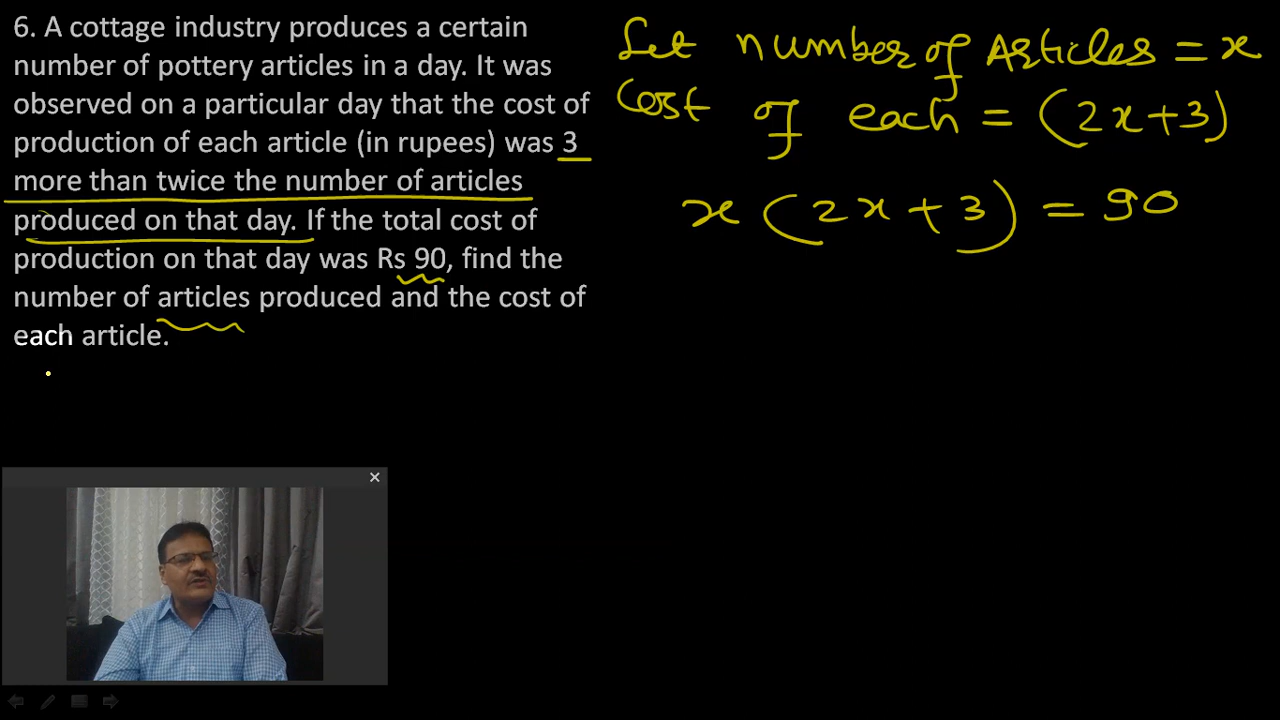 6. A cottage industry produces a certain
number of pottery articles in a day. It was
observed on a particular day that the cost of
production of each article (in rupees) was 3
more than twice the number of articles
produced on that day. If the total cost of
production on that day was Rs 90, find the
number of articles produced and the cost of
each article.
Let number of Articles = x
Cost of each = (2x+3)
x (2x+3) = 90